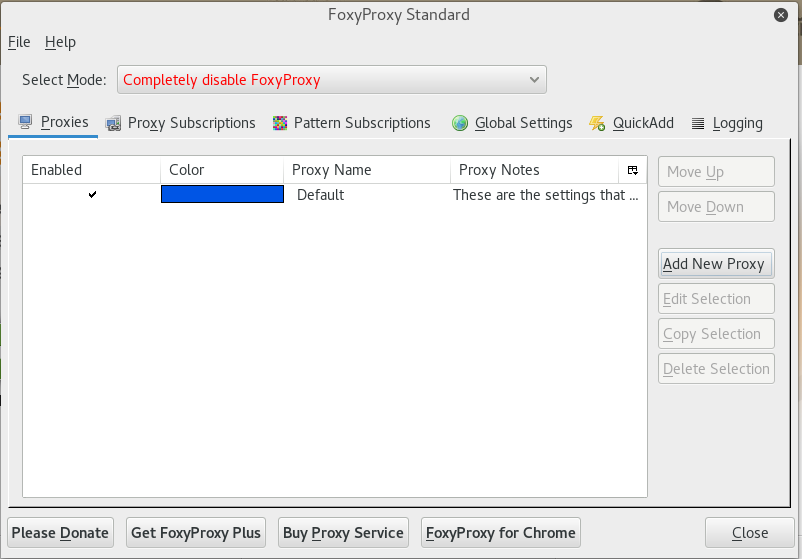 FoxyProxy Standard
File Help
Select Mode: Completely disable FoxyProxy
Proxies Proxy Subscriptions Pattern Subscriptions Global Settings QuickAdd Logging
Enabled Color Proxy Name Proxy Notes
Default These are the settings that ...
Move Up
Move Down
Add New Proxy
Edit Selection
Copy Selection
Delete Selection
Please Donate Get FoxyProxy Plus Buy Proxy Service FoxyProxy for Chrome Close